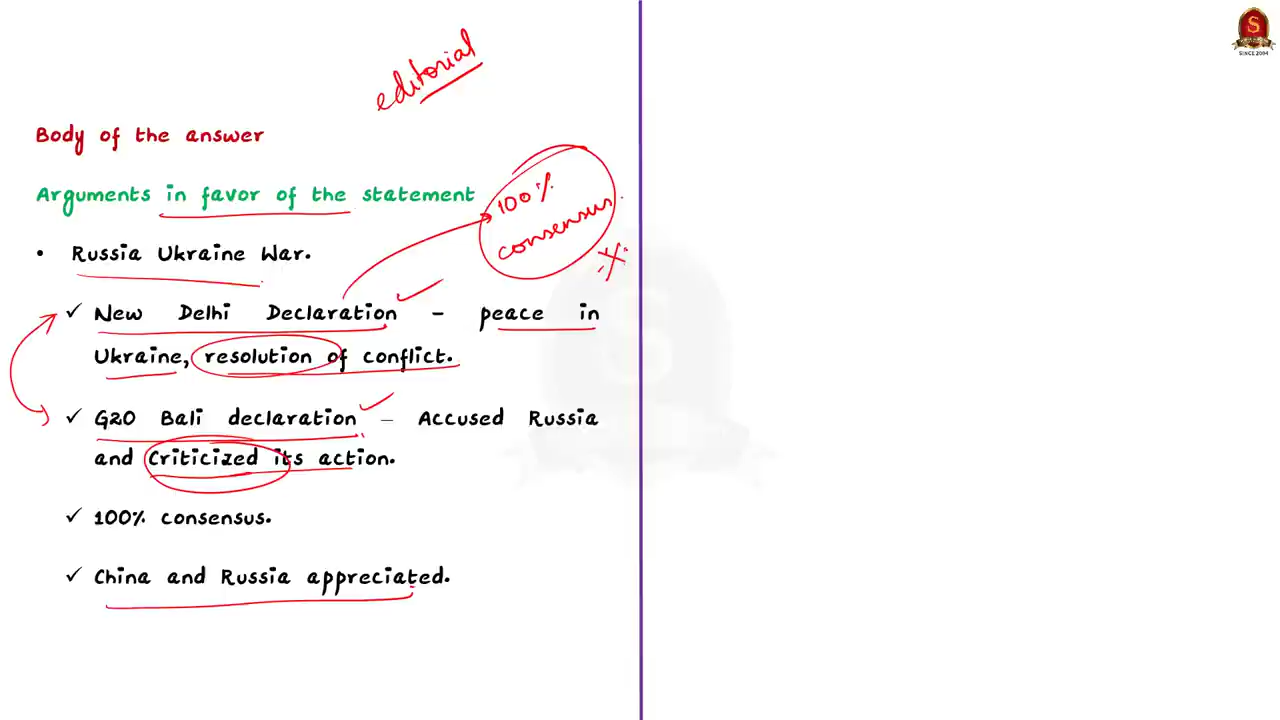 editorial
Body of the answer
Arguments in favor of the statement
100%
consensus
• Russia Ukraine War.
✓ New Delhi Declaration – peace in
Ukraine, resolution of conflict.
✓ G20 Bali declaration – Accused Russia
and Criticized its action.
✓ 100% consensus.
✓ China and Russia appreciated.
S
SINCE 2004